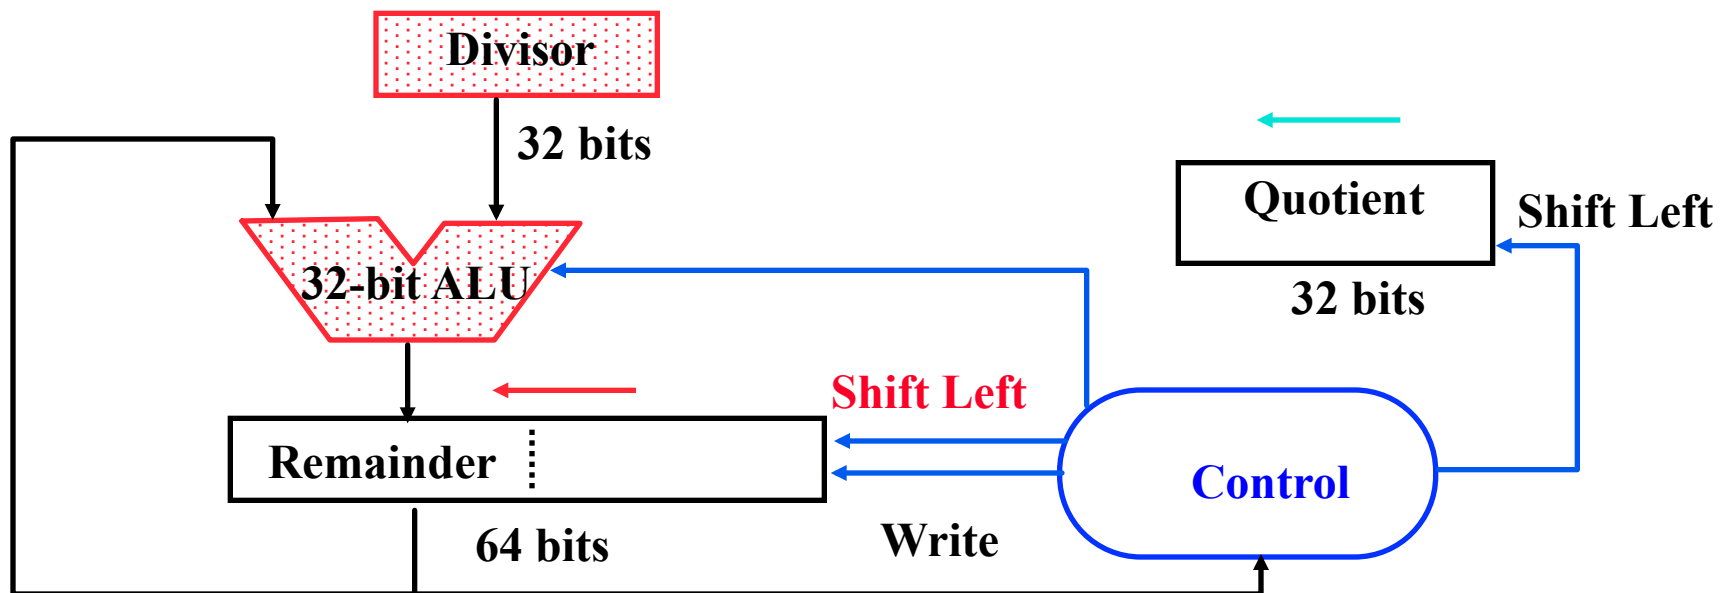 Divisor
32 bits
Quotient
Shift Left
32-bit ALU
32 bits
Shift Left
Remainder
Control
64 bits
Write